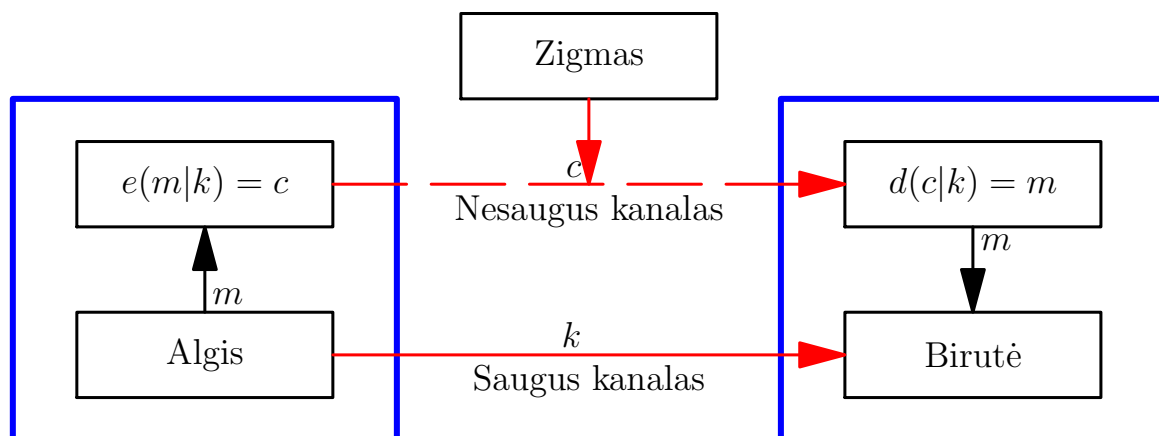 Zigmas
e(m|k) = c
c
d(c|k) = m
Nesaugus kanalas
m
m
Algis
k
Birutė
Saugus kanalas